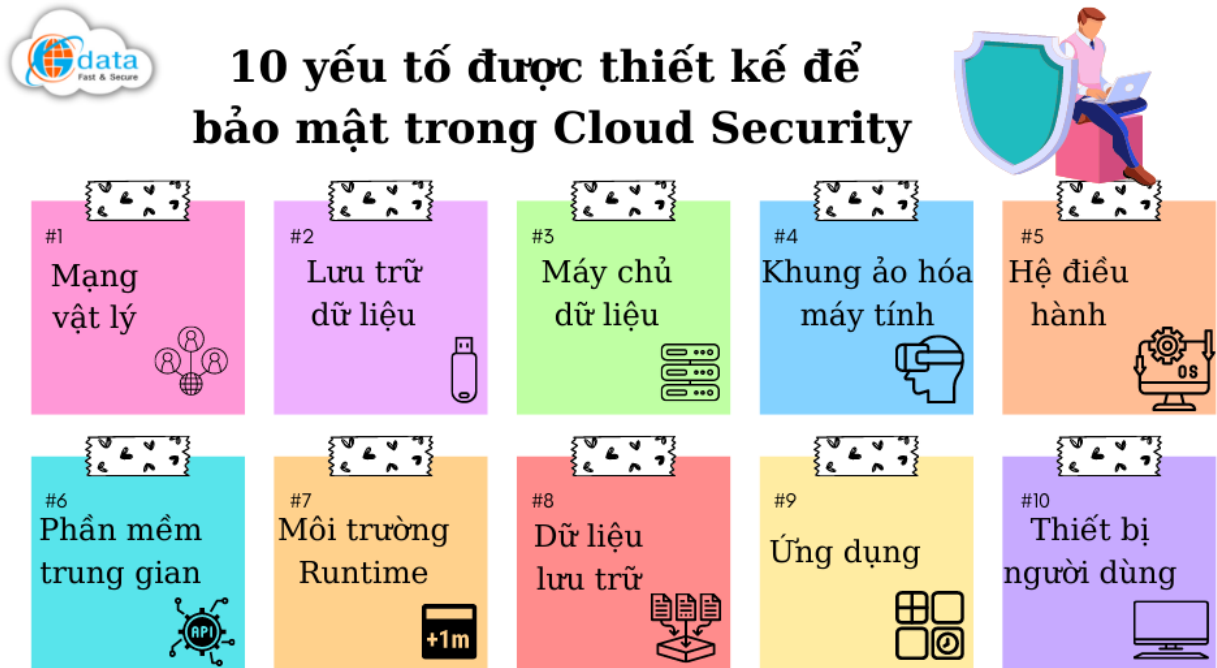 data
Fast & Secure
10 yếu tố được thiết kế để
bảo mật trong Cloud Security
#1
Mạng
vật lý
#2
Lưu trữ
dữ liệu
#3
Máy chủ
dữ liệu
#4
Khung ảo hóa
máy tính
#5
Hệ điều
hành
OS
#6
Phần mềm
trung gian
API
#7
Môi trường
Runtime
+1m
#8
Dữ liệu
lưu trữ
#9
Ứng dụng
#10
Thiết bị
người dùng